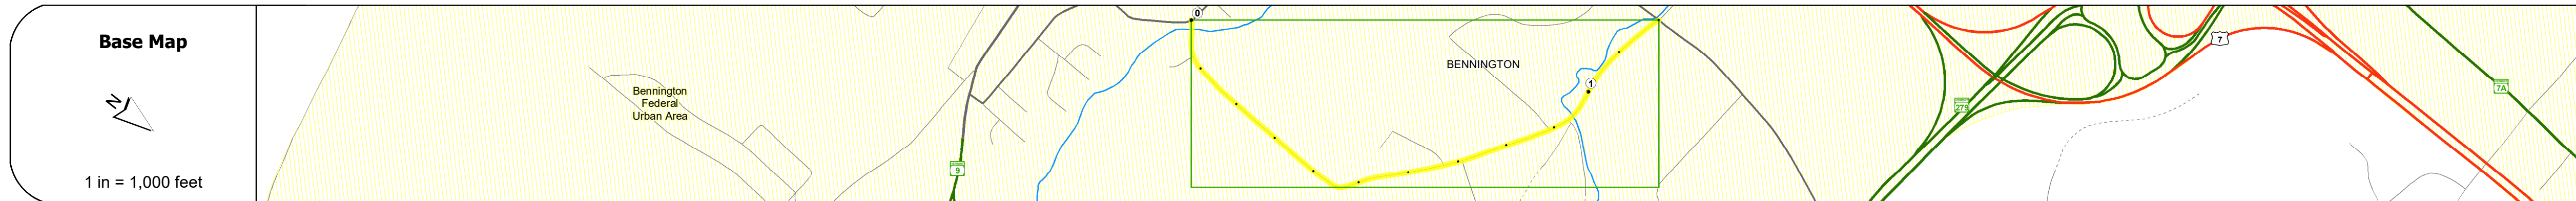 Base Map
N
1 in = 1,000 feet
Bennington
Federal
Urban Area
9
0
BENNINGTON
1
279
7
7A